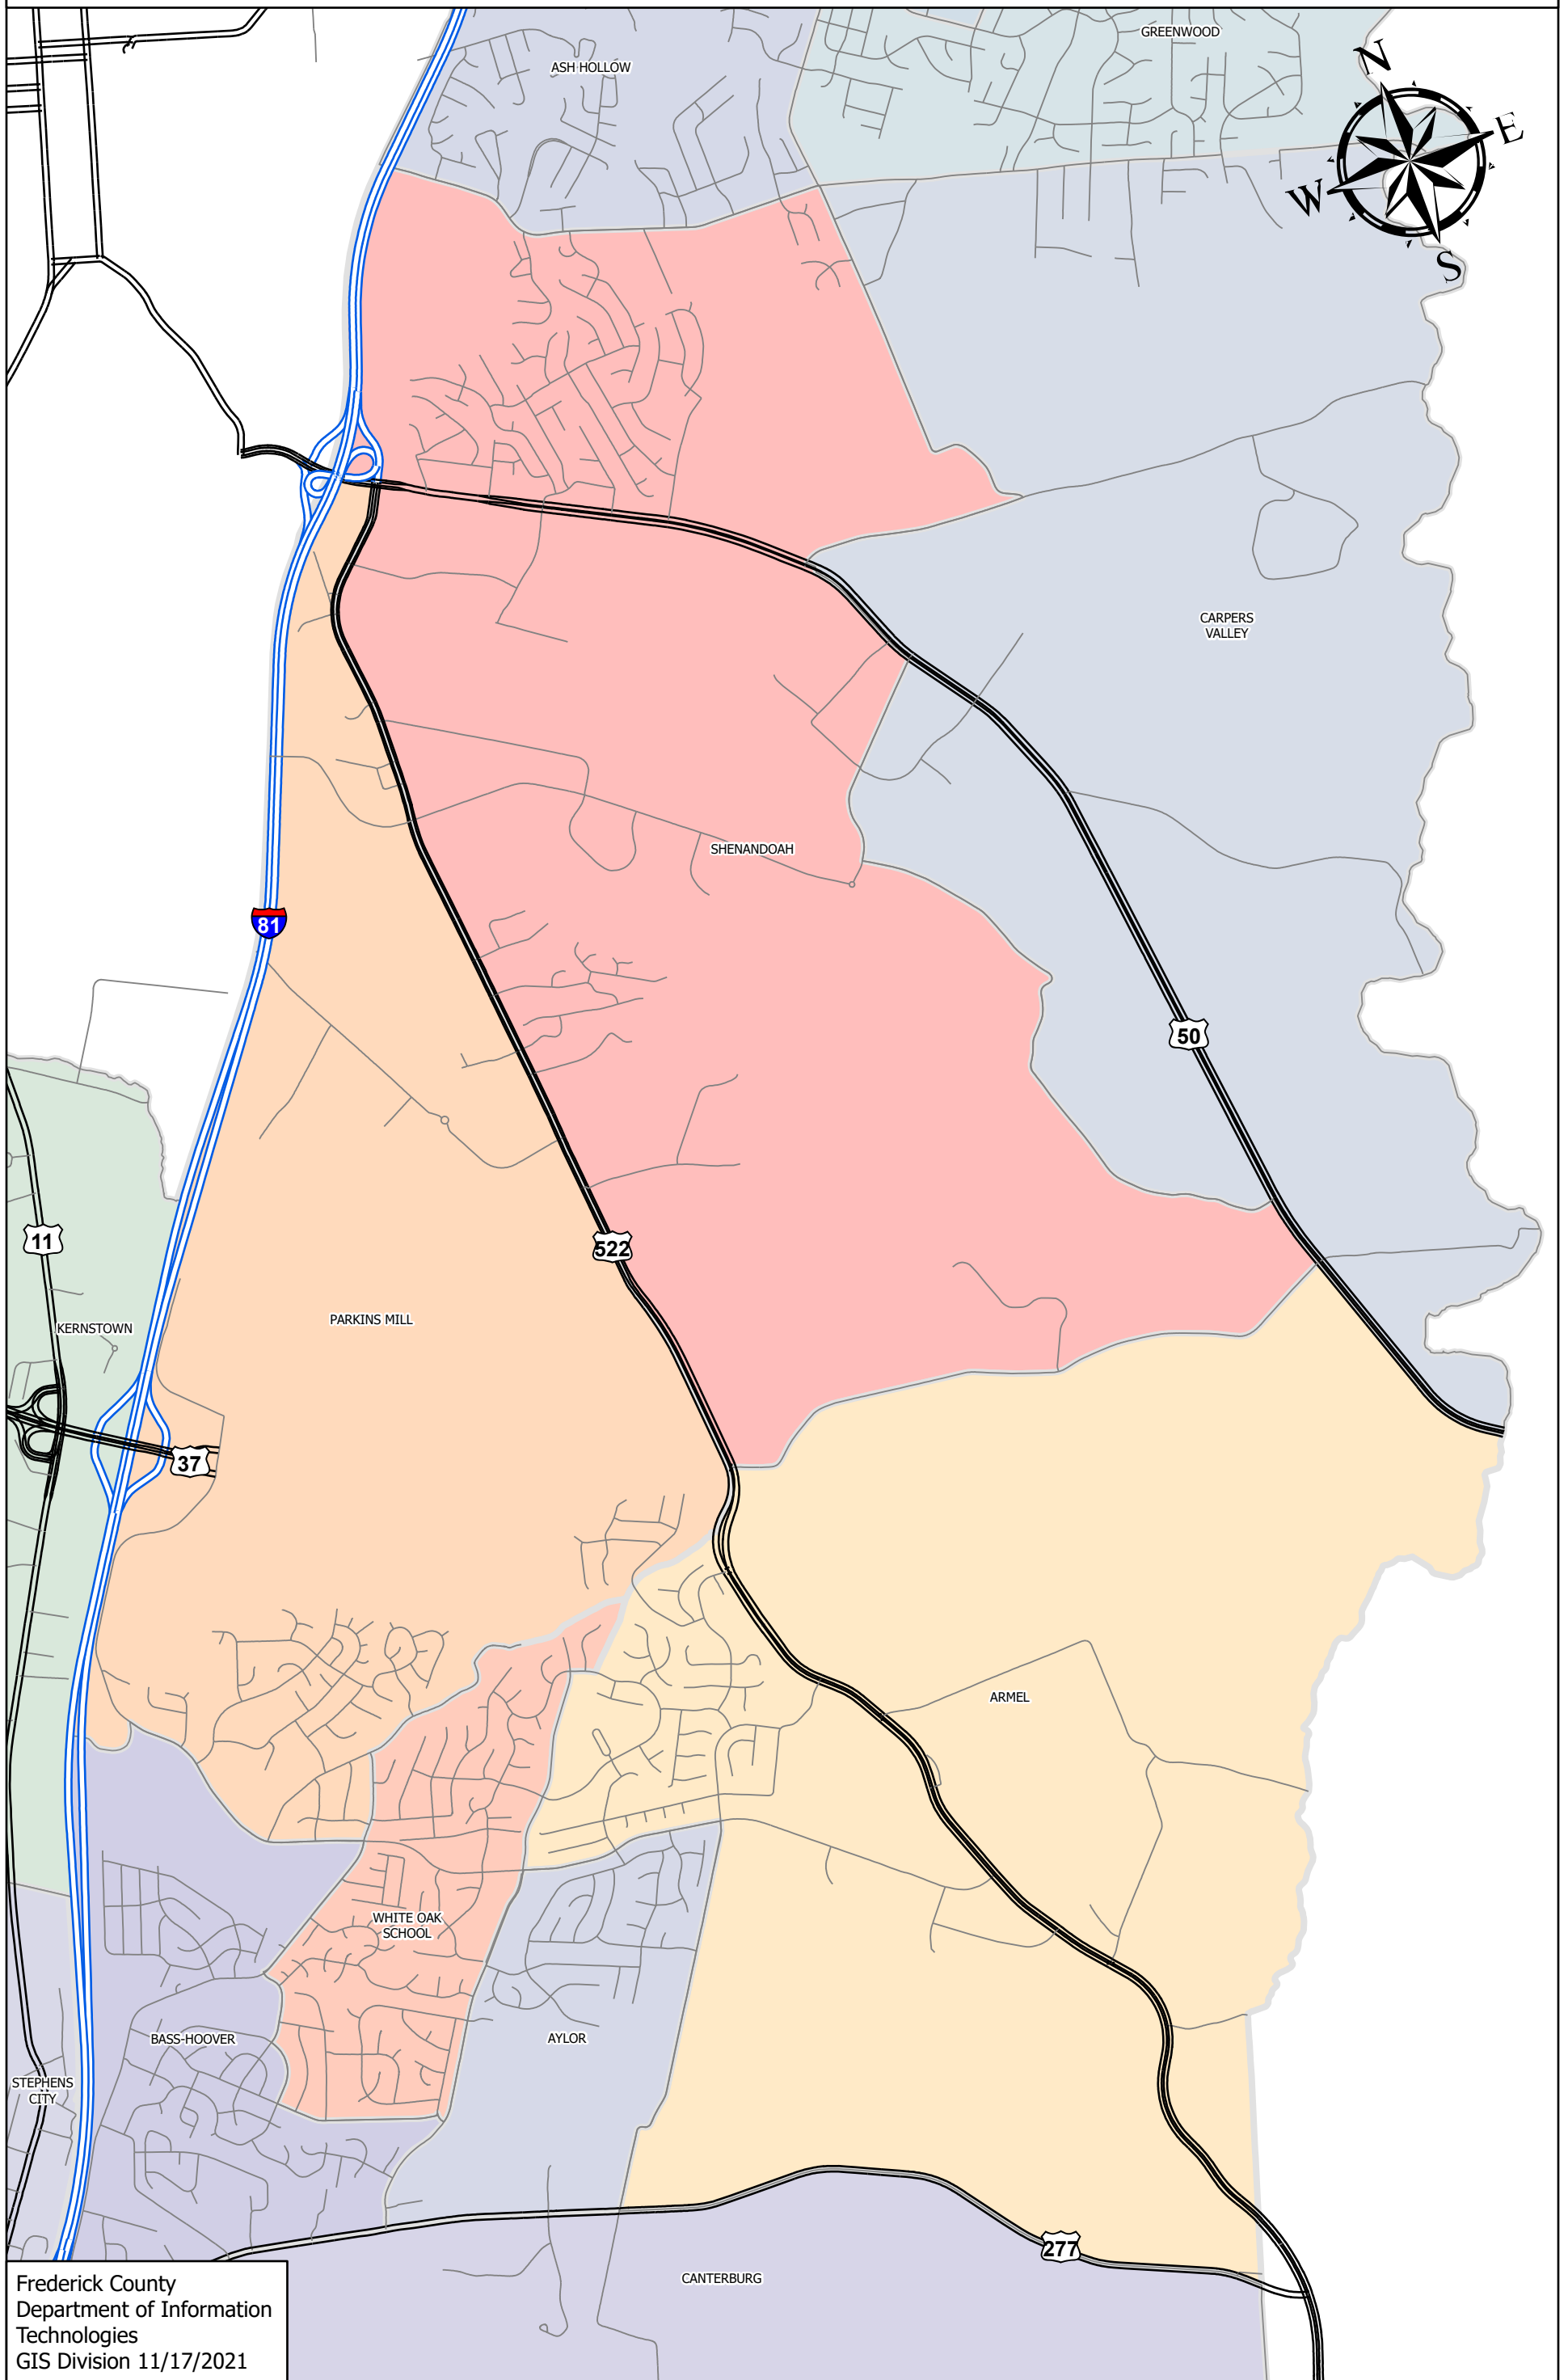 GREENWOOD
ASH HOLLOW
N
E
W
S
CARPERS
VALLEY
SHENANDOAH
81
50
11
522
PARKINS MILL
KERNSTOWN
37
ARMEL
WHITE OAK
SCHOOL
BASS-HOOVER
AYLOR
STEPHENS
CITY
277
CANTERBURG
Frederick County
Department of Information
Technologies
GIS Division 11/17/2021